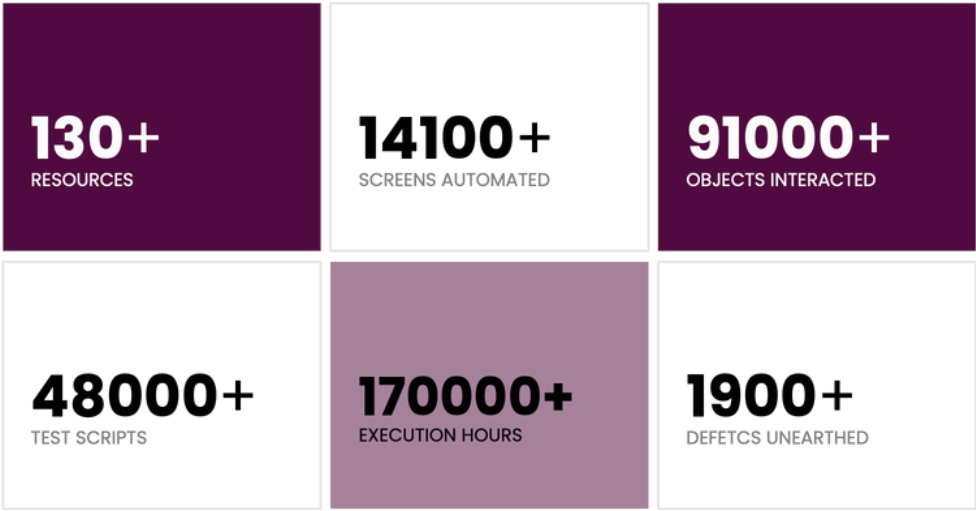 130+
RESOURCES
14100+
SCREENS AUTOMATED
91000+
OBJECTS INTERACTED
48000+
TEST SCRIPTS
170000+
EXECUTION HOURS
1900+
DEFETCS UNEARTHED